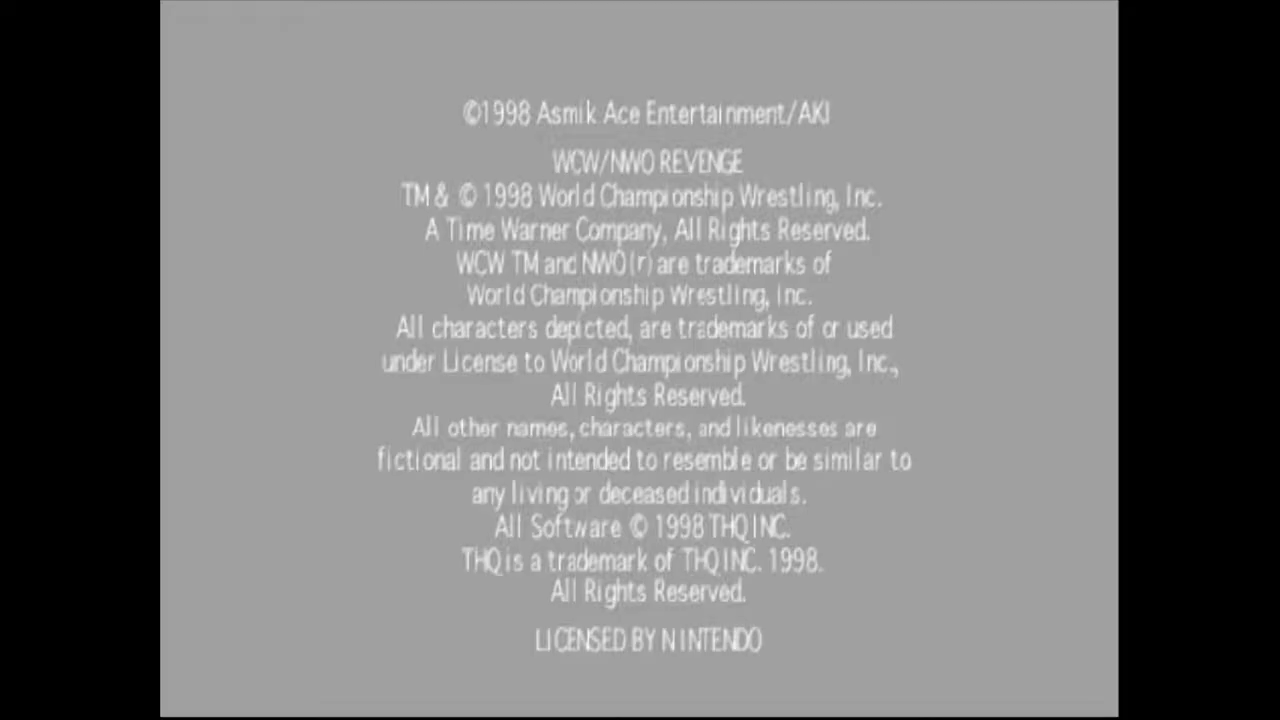 ©1998 Asmik Ace Entertainment/AKI
WCW/NWO REVENGE
TM & © 1998 World Championship Wrestling, Inc.
A Time Warner Company, All Rights Reserved.
WCW TM and NWO(r) are trademarks of
World Championship Wrestling, Inc.
All characters depicted, are trademarks of or used
under License to World Championship Wrestling, Inc.,
All Rights Reserved.
All other names, characters, and likenesses are
fictional and not intended to resemble or be similar to
any living or deceased individuals.
All Software © 1998 THQ INC.
THQ is a trademark of THQ INC. 1998.
All Rights Reserved.
LICENSED BY NINTENDO